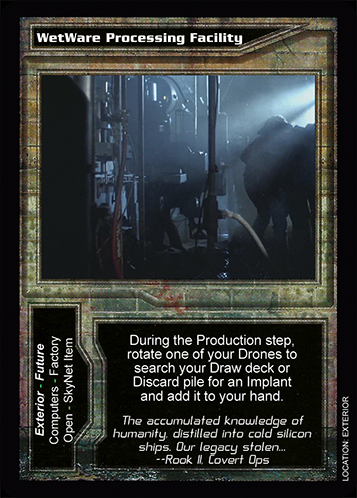 WetWare Processing Facility
Exterior - Future
Computers - Factory
Open - SkyNet Item
During the Production step,
rotate one of your Drones to
search your Draw deck or
Discard pile for an Implant
and add it to your hand.
The accumulated knowledge of
humanity, distilled into cold silicon
ships. Our legacy stolen...
--Rook II, Covert Ops
LOCATION: EXTERIOR